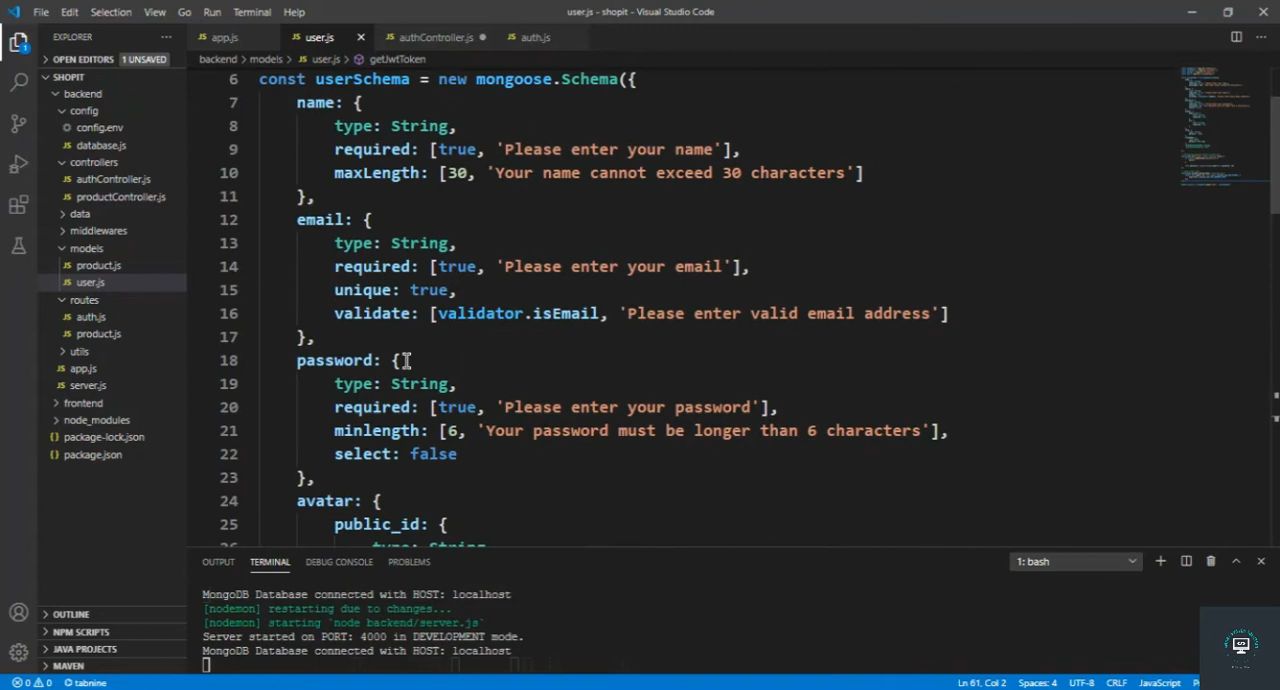 File Edit Selection View Go Run Terminal Help
user.js - shopit - Visual Studio Code
EXPLORER
OPEN EDITORS 1 UNSAVED
SHOPIT
backend
config
config.env
database.js
controllers
authController.js
productController.js
data
middlewares
models
product.js
user.js
routes
auth.js
product.js
utils
app.js
server.js
frontend
node_modules
package-lock.json
package.json
OUTLINE
NPM SCRIPTS
JAVA PROJECTS
MAVEN
app.js user.js authController.js auth.js
backend > models > user.js > getJwtToken
6 const userSchema = new mongoose.Schema({
7 name: {
8 type: String,
9 required: [true, 'Please enter your name'],
10 maxLength: [30, 'Your name cannot exceed 30 characters']
11 },
12 email: {
13 type: String,
14 required: [true, 'Please enter your email'],
15 unique: true,
16 validate: [validator.isEmail, 'Please enter valid email address']
17 },
18 password: {
19 type: String,
20 required: [true, 'Please enter your password'],
21 minlength: [6, 'Your password must be longer than 6 characters'],
22 select: false
23 },
24 avatar: {
25 public_id: {
26 type: String
OUTPUT TERMINAL DEBUG CONSOLE PROBLEMS
1: bash
MongoDB Database connected with HOST: localhost
[nodemon] restarting due to changes...
[nodemon] starting `node backend/server.js`
Server started on PORT: 4000 in DEVELOPMENT mode.
MongoDB Database connected with HOST: localhost
0 0 tabnine
Ln 61, Col 2 Spaces: 4 UTF-8 CRLF JavaScript